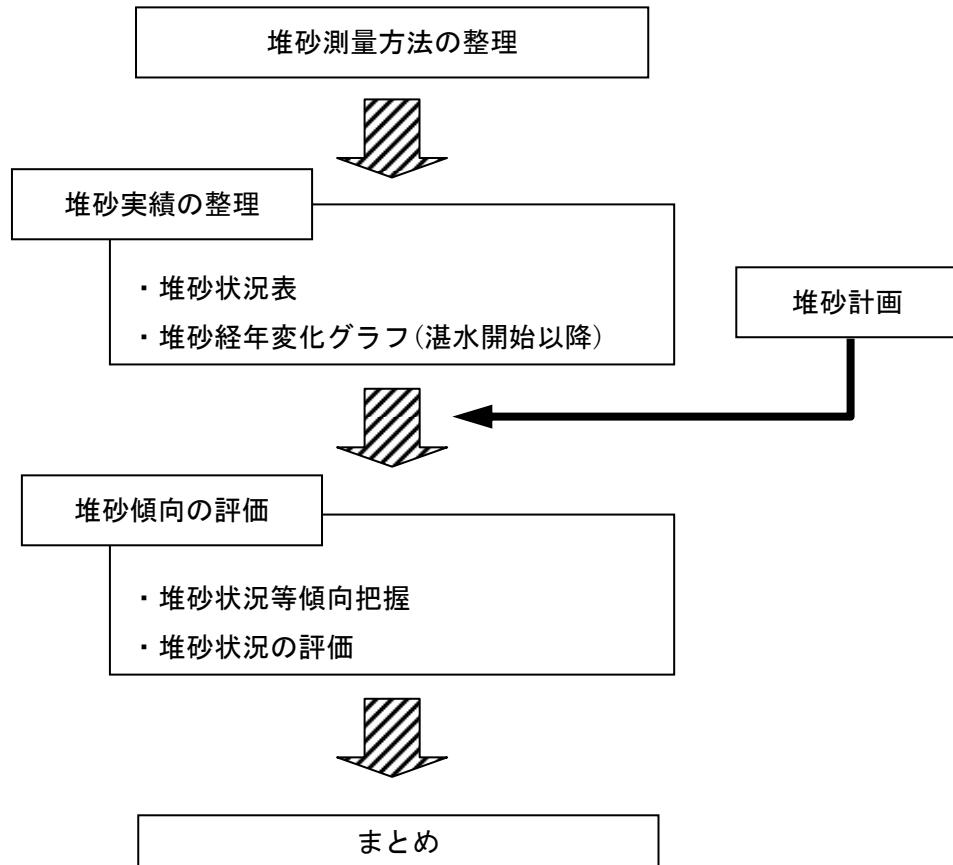 堆砂測量方法の整理
堆砂実績の整理
・堆砂状況表
・堆砂経年変化グラフ(湛水開始以降)
堆砂計画
堆砂傾向の評価
・堆砂状況等傾向把握
・堆砂状況の評価
まとめ